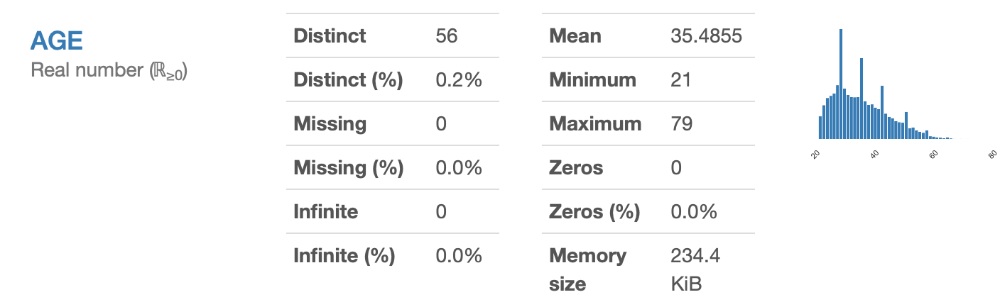 AGE
Real number (ℝ≥0)
Distinct 56
Distinct (%) 0.2%
Missing 0
Missing (%) 0.0%
Infinite 0
Infinite (%) 0.0%
Mean 35.4855
Minimum 21
Maximum 79
Zeros 0
Zeros (%) 0.0%
Memory 234.4
size KiB
20 40 60 80